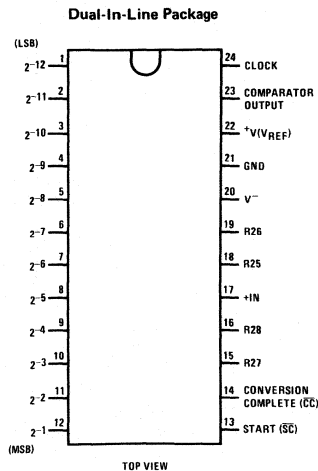 Dual-In-Line Package
(LSB)
2⁻¹² 1
2⁻¹¹ 2
2⁻¹⁰ 3
2⁻⁹ 4
2⁻⁸ 5
2⁻⁷ 6
2⁻⁶ 7
2⁻⁵ 8
2⁻⁴ 9
2⁻³ 10
2⁻² 11
2⁻¹ 12
(MSB)
24 CLOCK
23 COMPARATOR
OUTPUT
22 ⁺V(VREF)
21 GND
20 V⁻
19 R26
18 R25
17 +IN
16 R28
15 R27
14 CONVERSION
COMPLETE (C̅C̅)
13 START (S̅C̅)
TOP VIEW